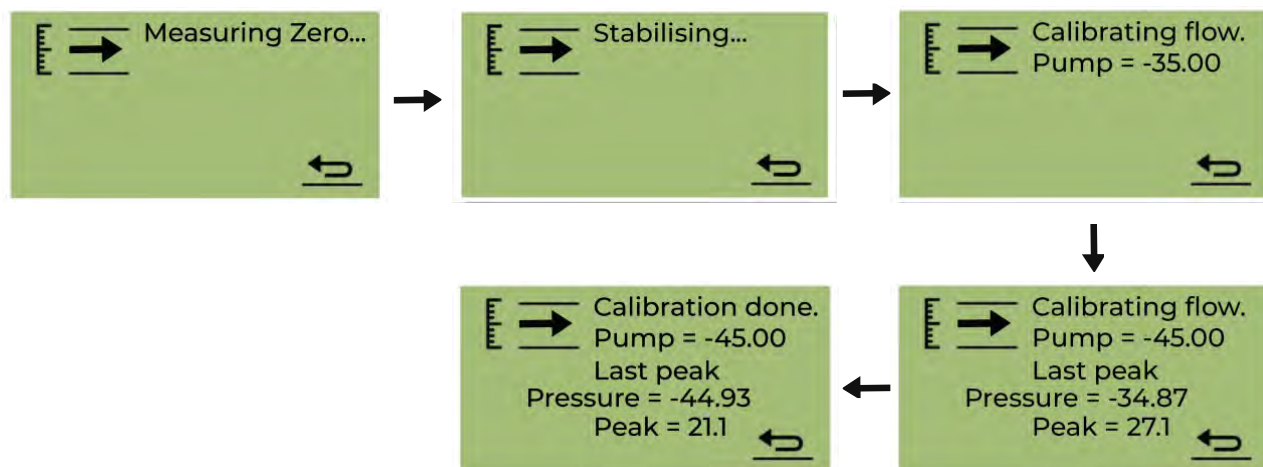 Measuring Zero...
Stabilising...
Calibrating flow.
Pump = -35.00
Calibrating flow.
Pump = -45.00
Last peak
Pressure = -34.87
Peak = 27.1
Calibration done.
Pump = -45.00
Last peak
Pressure = -44.93
Peak = 21.1